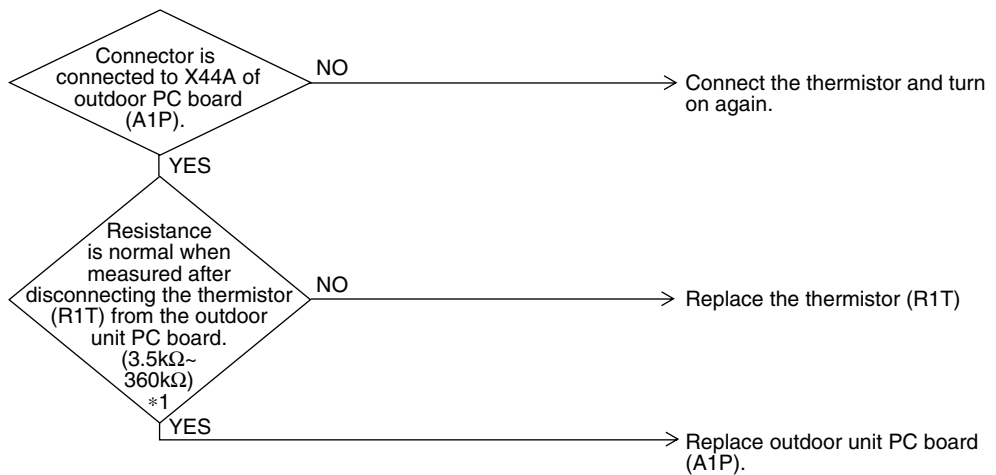 Connector is
connected to X44A of
outdoor PC board
(A1P).
NO
Connect the thermistor and turn
on again.
YES
Resistance
is normal when
measured after
disconnecting the thermistor
(R1T) from the outdoor
unit PC board.
(3.5kΩ~
360kΩ)
*1
NO
Replace the thermistor (R1T)
YES
Replace outdoor unit PC board
(A1P).